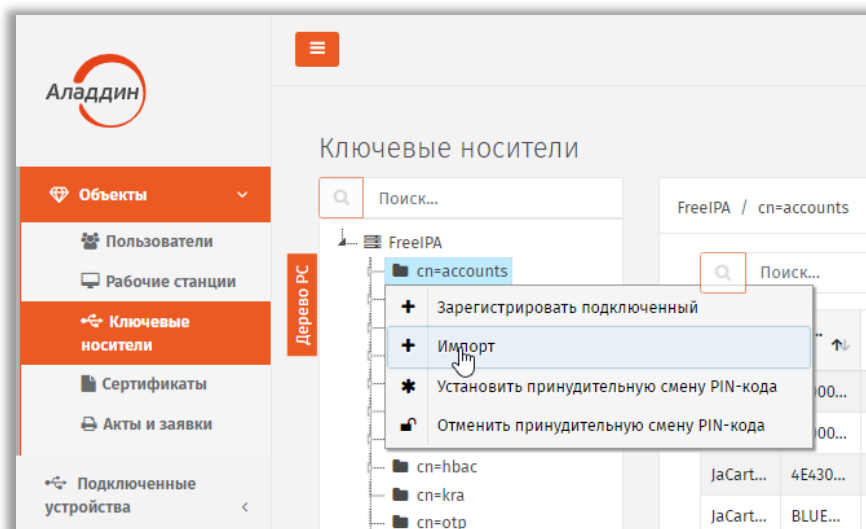 Аладдин
Объекты
Пользователи
Рабочие станции
Ключевые
носители
Сертификаты
Акты и заявки
Подключенные
устройства
Ключевые носители
Поиск...
Дерево РС
FreeIPA
cn=accounts
Зарегистрировать подключенный
Импорт
Установить принудительную смену PIN-кода
Отменить принудительную смену PIN-кода
cn=hbac
cn=kra
cn=otp
FreeIPA / cn=accounts
Поиск...
JaCart... 4E430...
JaCart... BLUE...